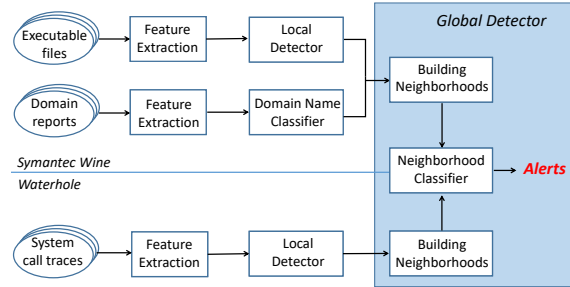 Global Detector
Executable
files
Feature
Extraction
Local
Detector
Building
Neighborhoods
Domain
reports
Feature
Extraction
Domain Name
Classifier
Symantec Wine
Waterhole
Neighborhood
Classifier
Alerts
System
call traces
Feature
Extraction
Local
Detector
Building
Neighborhoods